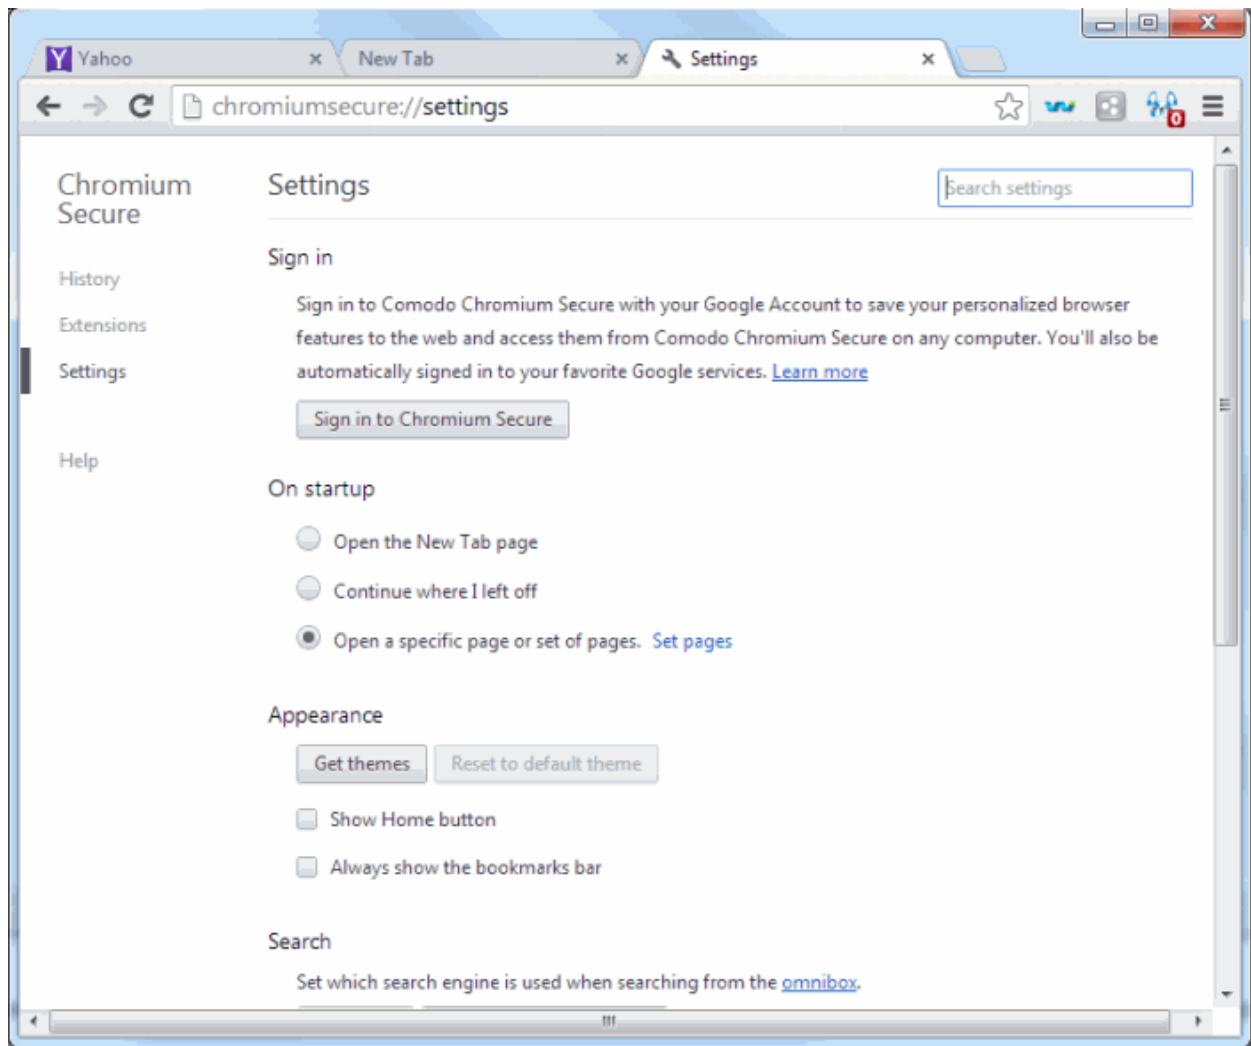 Yahoo
New Tab
Settings
chromiumsecure://settings
0
Chromium
Secure
Settings
Search settings
History
Extensions
Settings
Help
Sign in
Sign in to Comodo Chromium Secure with your Google Account to save your personalized browser
features to the web and access them from Comodo Chromium Secure on any computer. You'll also be
automatically signed in to your favorite Google services. Learn more
Sign in to Chromium Secure
On startup
Open the New Tab page
Continue where I left off
Open a specific page or set of pages. Set pages
Appearance
Get themes
Reset to default theme
Show Home button
Always show the bookmarks bar
Search
Set which search engine is used when searching from the omnibox.